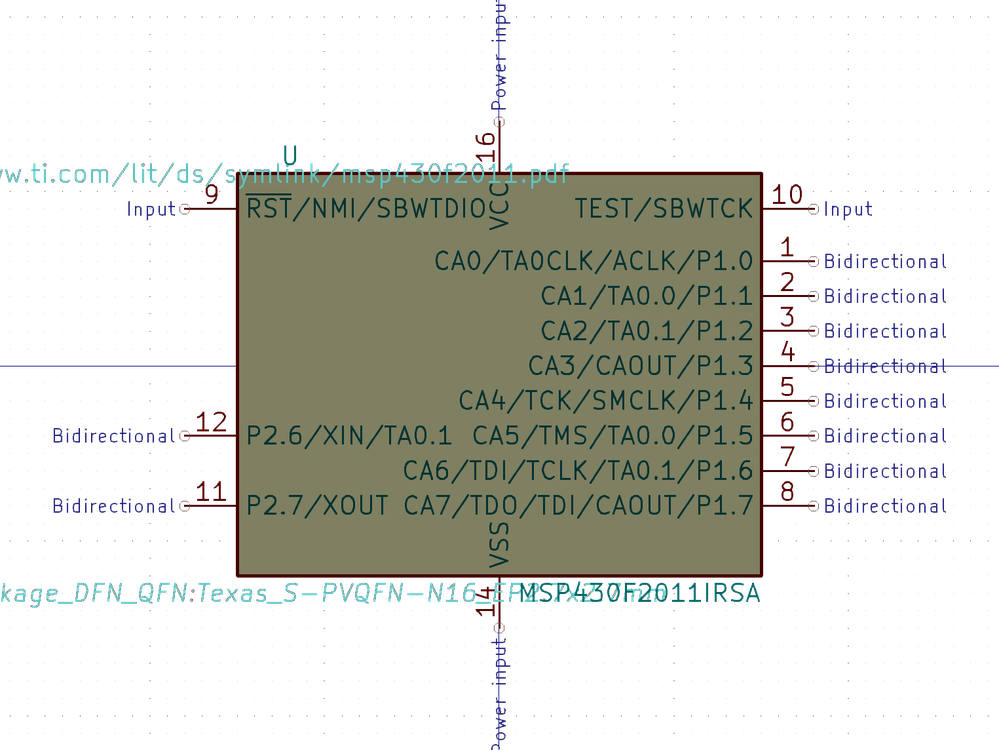 Power input
16
U
w.ti.com/lit/ds/symlink/msp430f2011.pdf
VCC
Input 9 RST/NMI/SBWTDIO TEST/SBWTCK 10 Input
CA0/TA0CLK/ACLK/P1.0 1 Bidirectional
CA1/TA0.0/P1.1 2 Bidirectional
CA2/TA0.1/P1.2 3 Bidirectional
CA3/CAOUT/P1.3 4 Bidirectional
CA4/TCK/SMCLK/P1.4 5 Bidirectional
Bidirectional 12 P2.6/XIN/TA0.1 CA5/TMS/TA0.0/P1.5 6 Bidirectional
CA6/TDI/TCLK/TA0.1/P1.6 7 Bidirectional
Bidirectional 11 P2.7/XOUT CA7/TDO/TDI/CAOUT/P1.7 8 Bidirectional
VSS
kage_DFN_QFN:Texas_S-PVQFN-N16_EP2.7x2.7mm
MSP430F2011IRSA
14
Power input